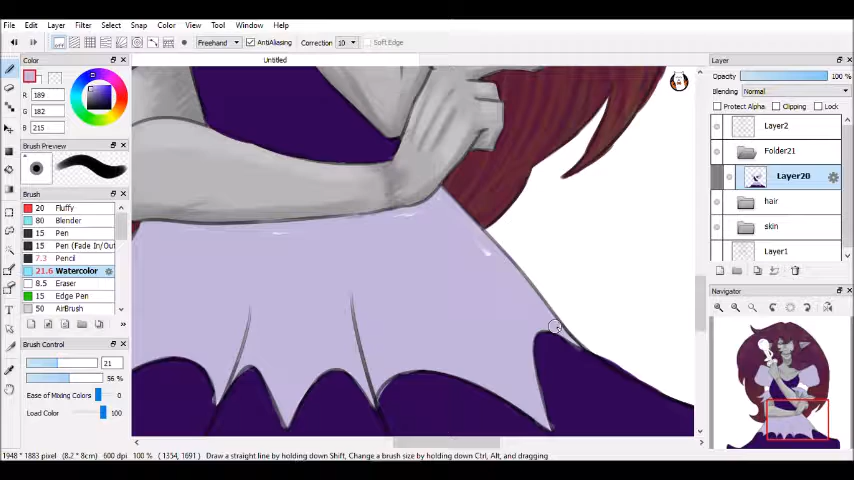 File Edit Layer Filter Select Snap Color View Tool Window Help
off Freehand AntiAliasing Correction 10 Soft Edge
Untitled
Color
R 189
G 182
B 215
Brush Preview
Brush
20 Fluffy
80 Blender
15 Pen
15 Pen (Fade In/Out)
7.3 Pencil
21.6 Watercolor
8.5 Eraser
15 Edge Pen
50 AirBrush
Brush Control
21
56 %
Ease of Mixing Colors 0
Load Color 100
Layer
Opacity 100 %
Blending Normal
Protect Alpha Clipping Lock
Layer2
Folder21
Layer20
hair
skin
Layer1
Navigator
1948 * 1883 pixel (8.2 * 8cm) 600 dpi 100 % (1354, 1691) Draw a straight line by holding down Shift, Change a brush size by holding down Ctrl, Alt, and dragging